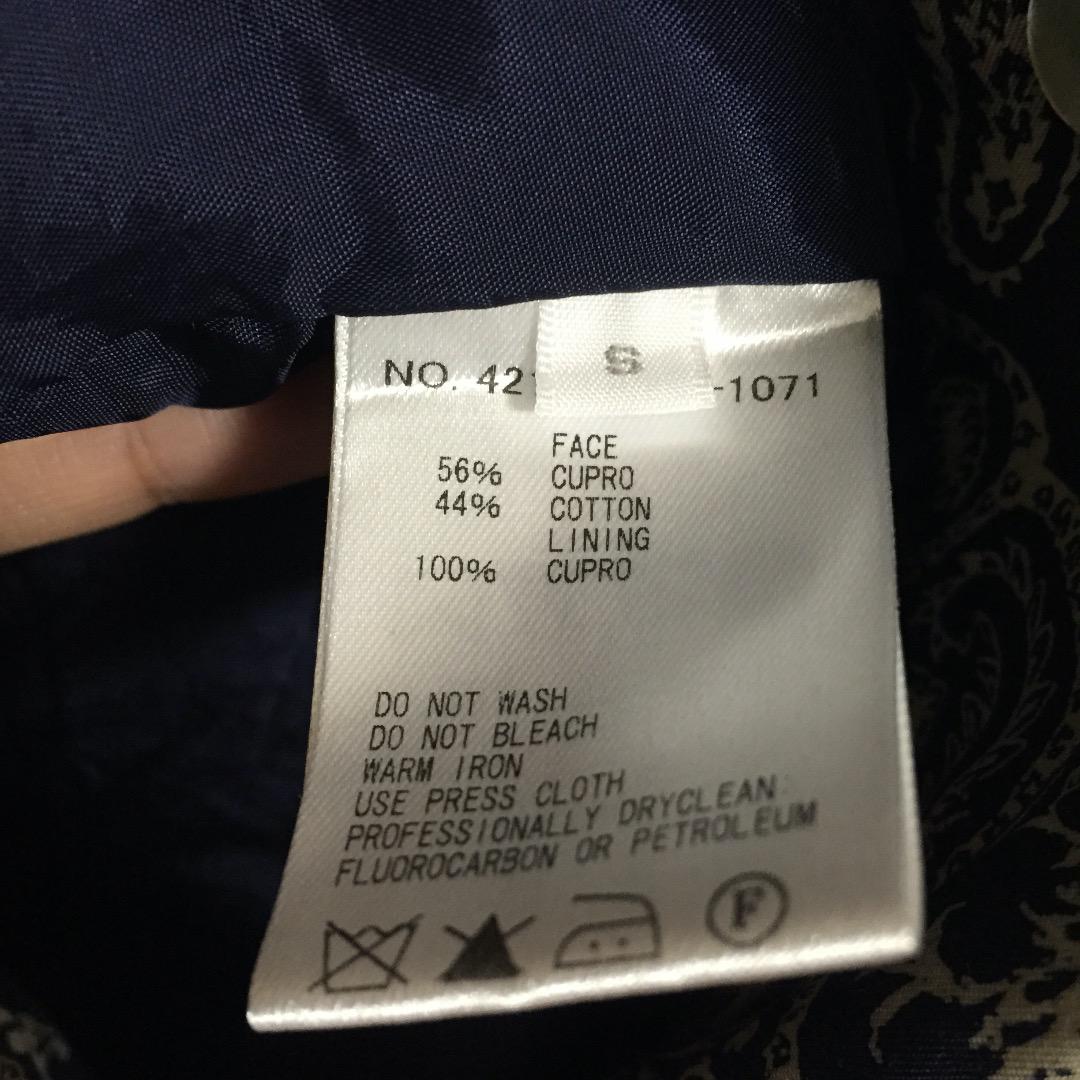 S
NO. 42 -1071
FACE
56% CUPRO
44% COTTON
LINING
100% CUPRO
DO NOT WASH
DO NOT BLEACH
WARM IRON
USE PRESS CLOTH
PROFESSIONALLY DRYCLEAN:
FLUOROCARBON OR PETROLEUM
F